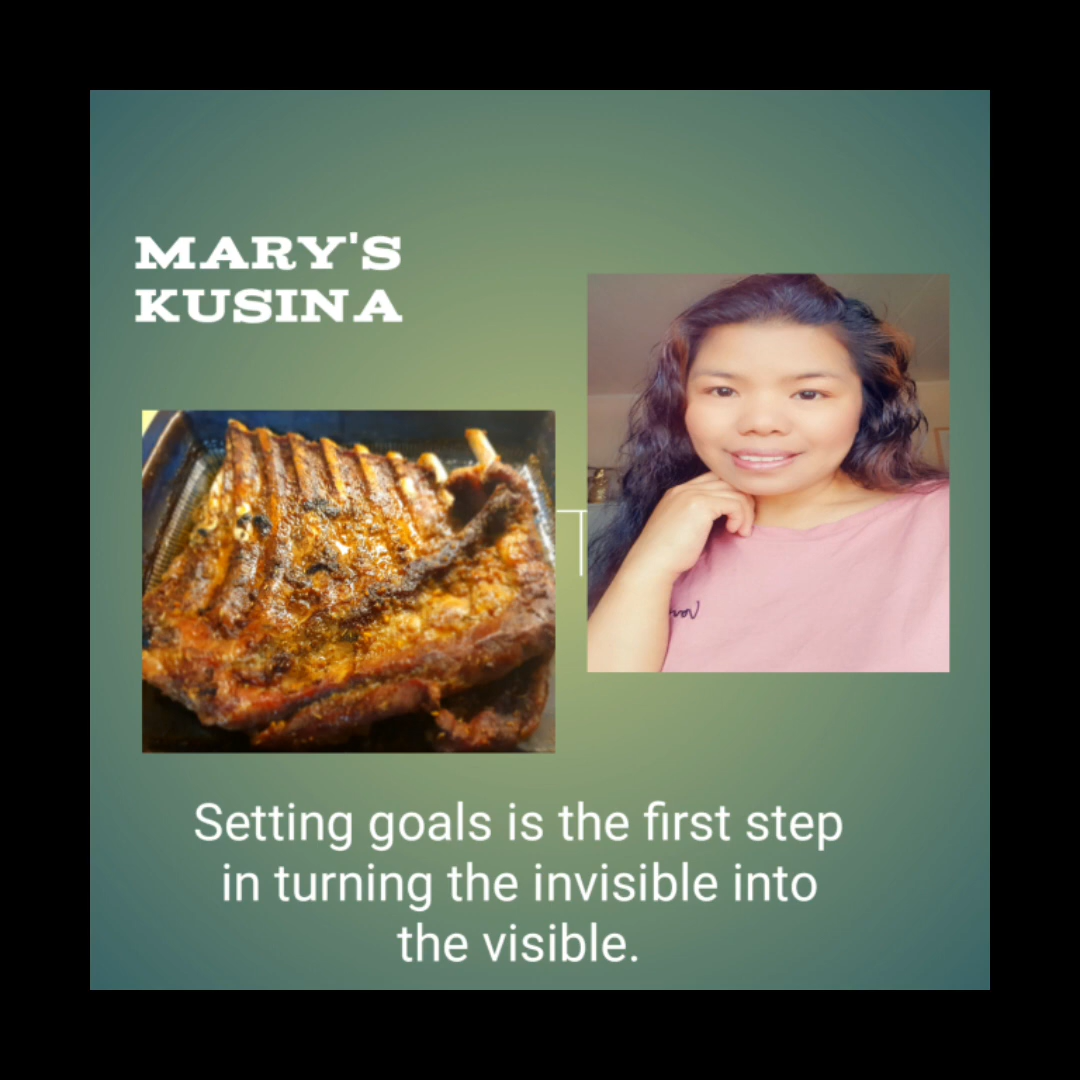 MARY'S
KUSINA
Setting goals is the first step
in turning the invisible into
the visible.